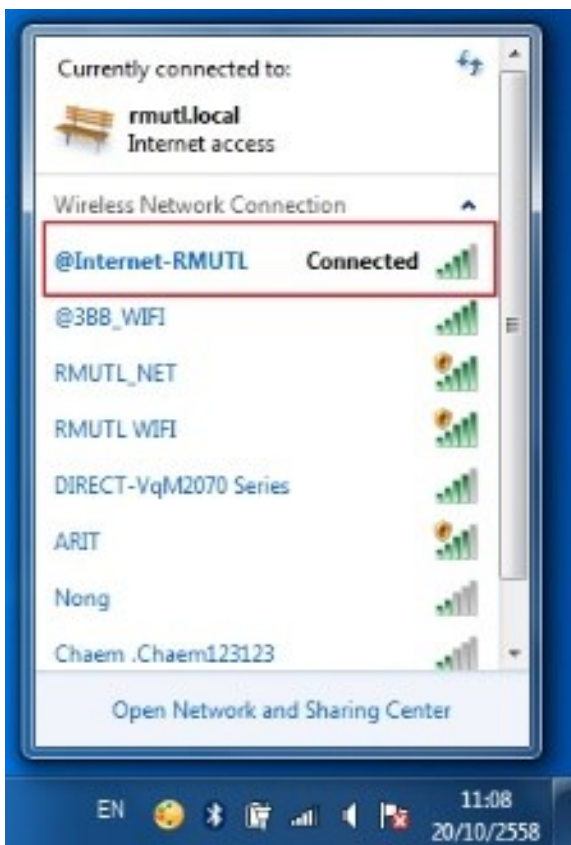 Currently connected to:
rmutl.local
Internet access
Wireless Network Connection
@Internet-RMUTL Connected
@3BB_WIFI
RMUTL_NET
RMUTL WIFI
DIRECT-VqM2070 Series
ARIT
Nong
Chaem .Chaem123123
Open Network and Sharing Center
EN 11:08
20/10/2558